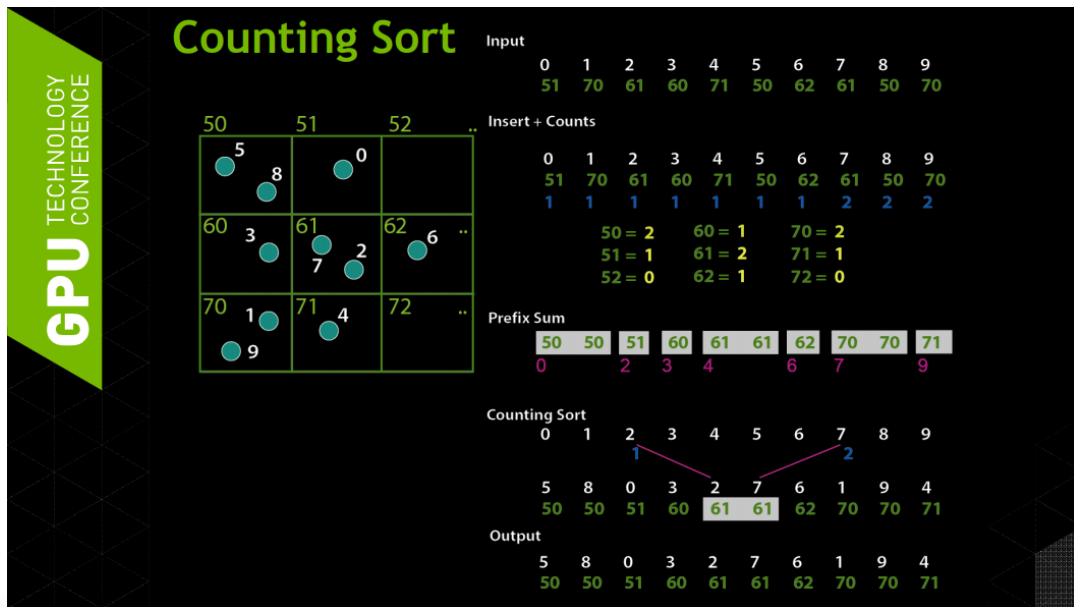 GPU TECHNOLOGY
CONFERENCE
Counting Sort
50 51 52 ..
5
8
0
60 61 62 ..
3
7
2
6
70 71 72 ..
1
9
4
Input
0 1 2 3 4 5 6 7 8 9
51 70 61 60 71 50 62 61 50 70
Insert + Counts
0 1 2 3 4 5 6 7 8 9
51 70 61 60 71 50 62 61 50 70
1 1 1 1 1 1 1 2 2 2
50 = 2 60 = 1 70 = 2
51 = 1 61 = 2 71 = 1
52 = 0 62 = 1 72 = 0
Prefix Sum
50 50 51 60 61 61 62 70 70 71
0 2 3 4 6 7 9
Counting Sort
0 1 2 3 4 5 6 7 8 9
1 2
5 8 0 3 2 7 6 1 9 4
50 50 51 60 61 61 62 70 70 71
Output
5 8 0 3 2 7 6 1 9 4
50 50 51 60 61 61 62 70 70 71